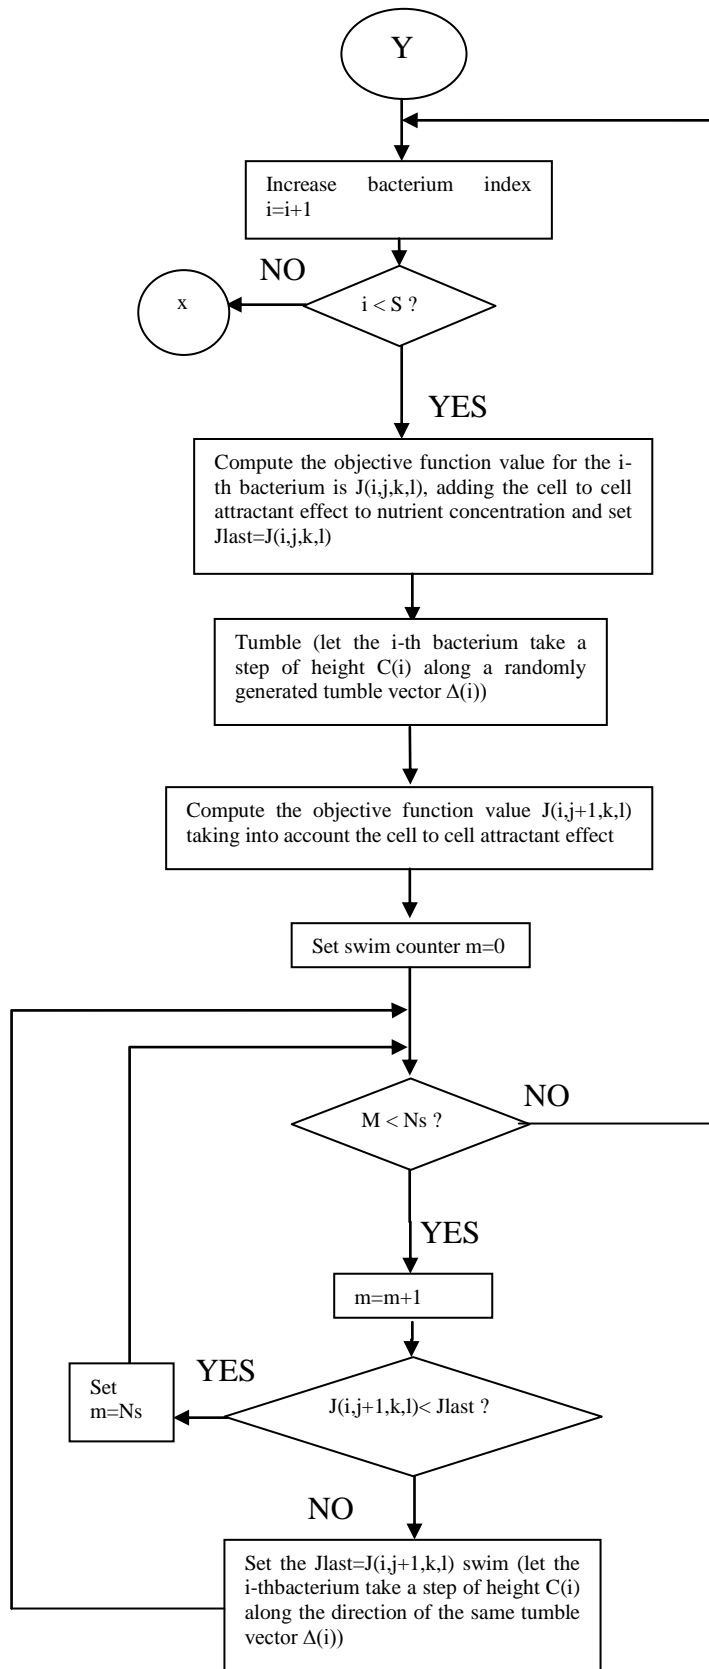 Y
Increase bacterium index
i=i+1
NO
x
i < S ?
YES
Compute the objective function value for the i-
th bacterium is J(i,j,k,l), adding the cell to cell
attractant effect to nutrient concentration and set
Jlast=J(i,j,k,l)
Tumble (let the i-th bacterium take a
step of height C(i) along a randomly
generated tumble vector Δ(i))
Compute the objective function value J(i,j+1,k,l)
taking into account the cell to cell attractant effect
Set swim counter m=0
M < Ns ?
NO
YES
m=m+1
YES
Set
m=Ns
J(i,j+1,k,l)< Jlast ?
NO
Set the Jlast=J(i,j+1,k,l) swim (let the
i-thbacterium take a step of height C(i)
along the direction of the same tumble
vector Δ(i))